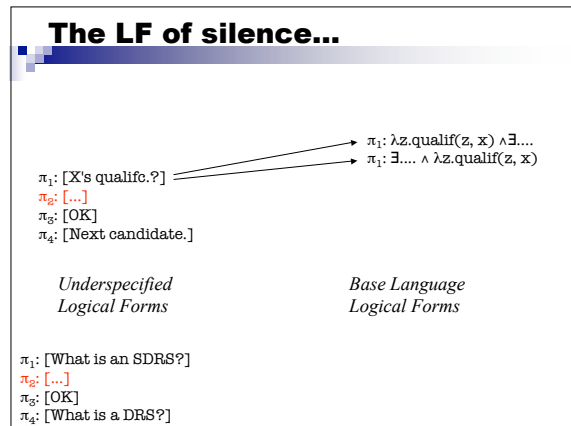 The LF of silence...
π₁: λz.qualif(z, x) ∧∃....
π₁: ∃.... ∧ λz.qualif(z, x)
π₁: [X's qualifc.?]
π₂: [...]
π₃: [OK]
π₄: [Next candidate.]
Underspecified Logical Forms
Base Language Logical Forms
π₁: [What is an SDRS?]
π₂: [...]
π₃: [OK]
π₄: [What is a DRS?]